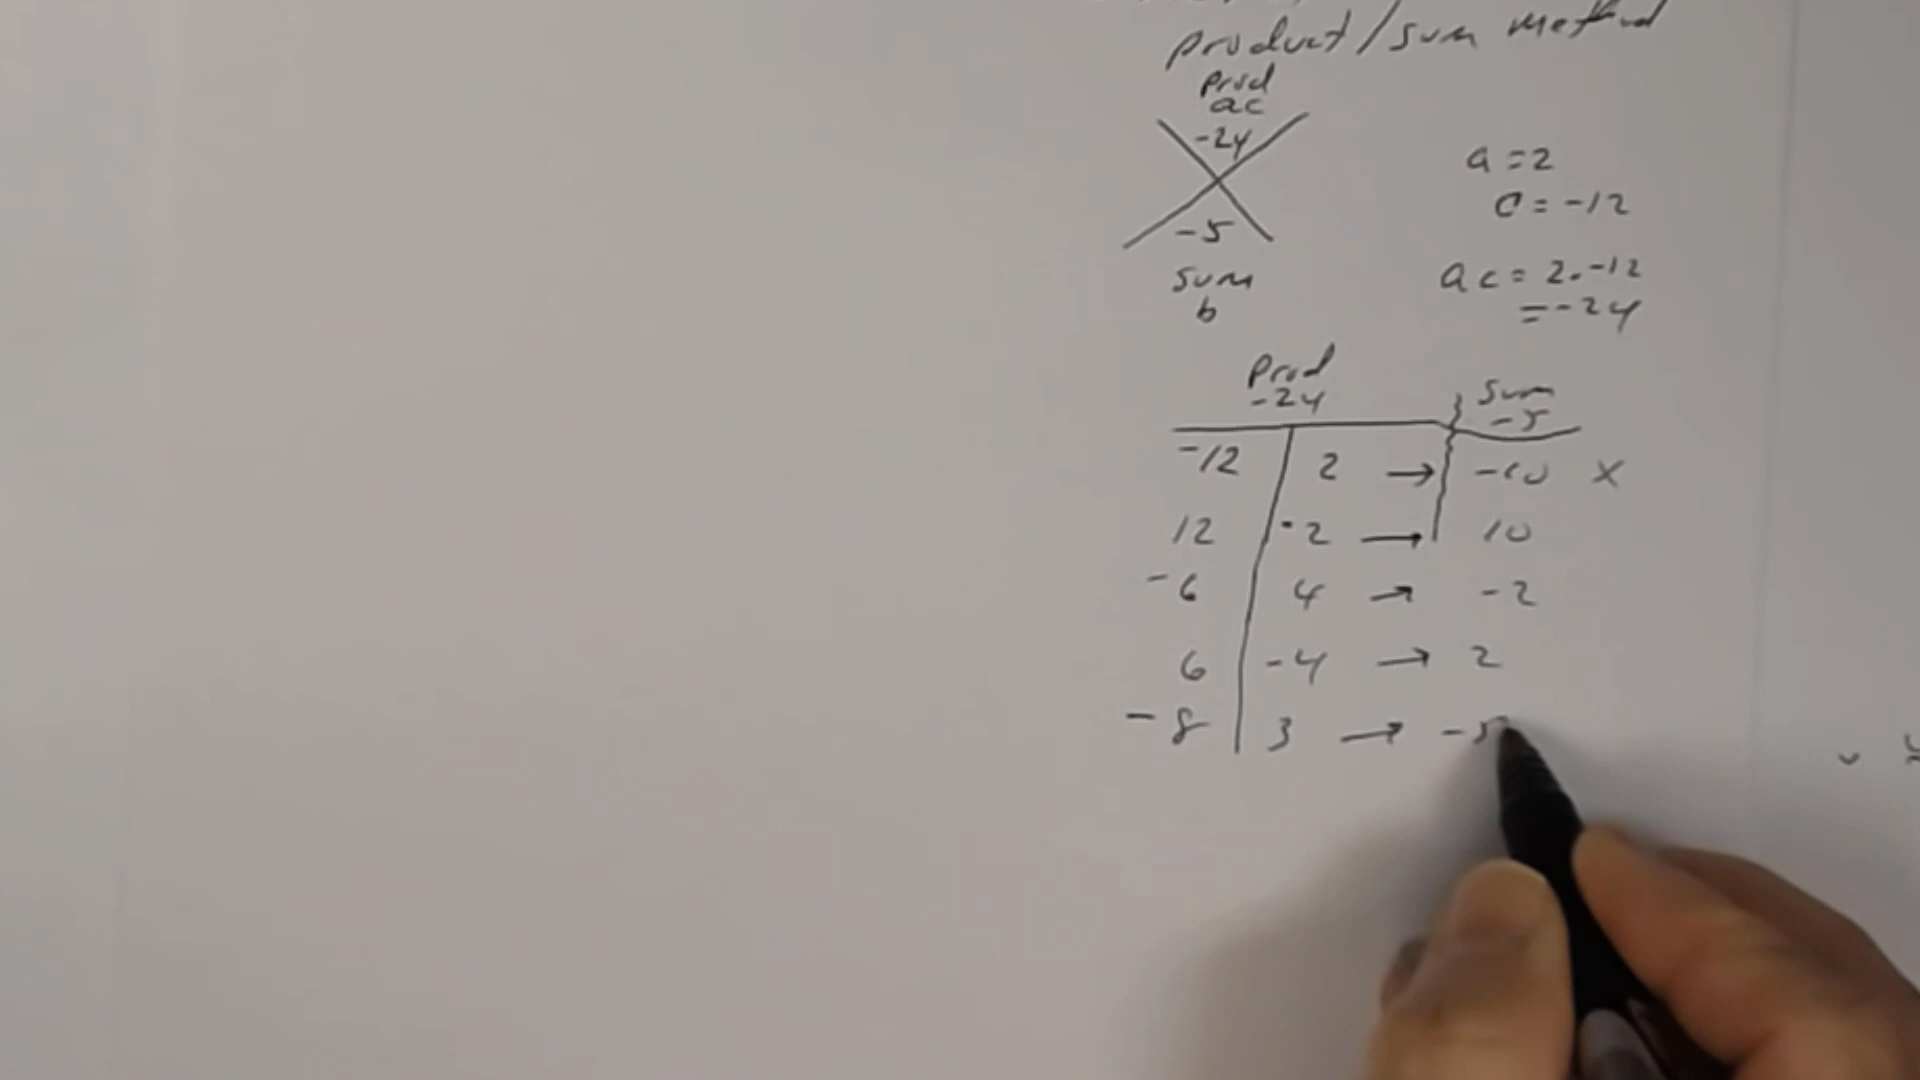 product/sum method
Prod
ac
-24
-5
sum
b
a = 2
c = -12
ac = 2·-12
= -24
Prod
-24
Sum
-5
-12 2 → -10 X
12 -2 → 10
-6 4 → -2
6 -4 → 2
-8 3 → -5